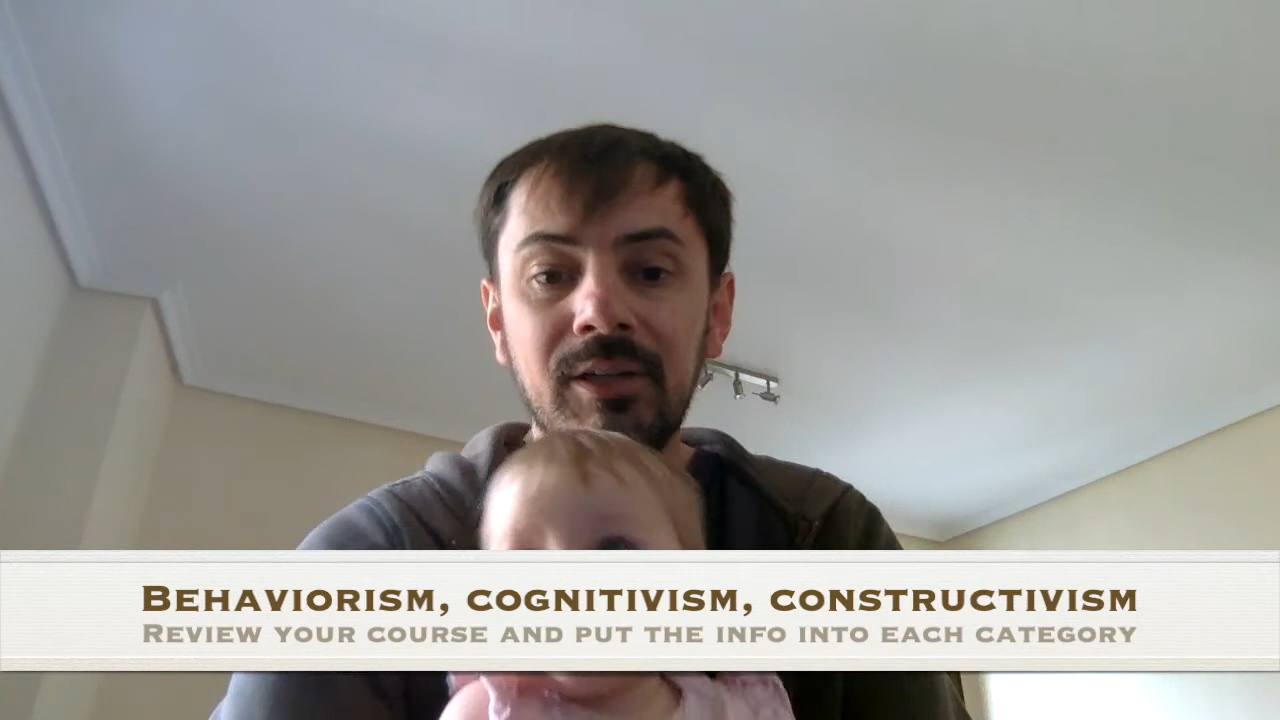 Behaviorism, cognitivism, constructivism
Review your course and put the info into each category